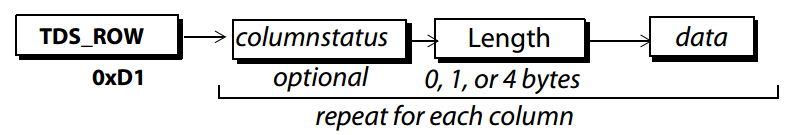 TDS_ROW columnstatus Length data
0xD1 optional 0, 1, or 4 bytes
repeat for each column